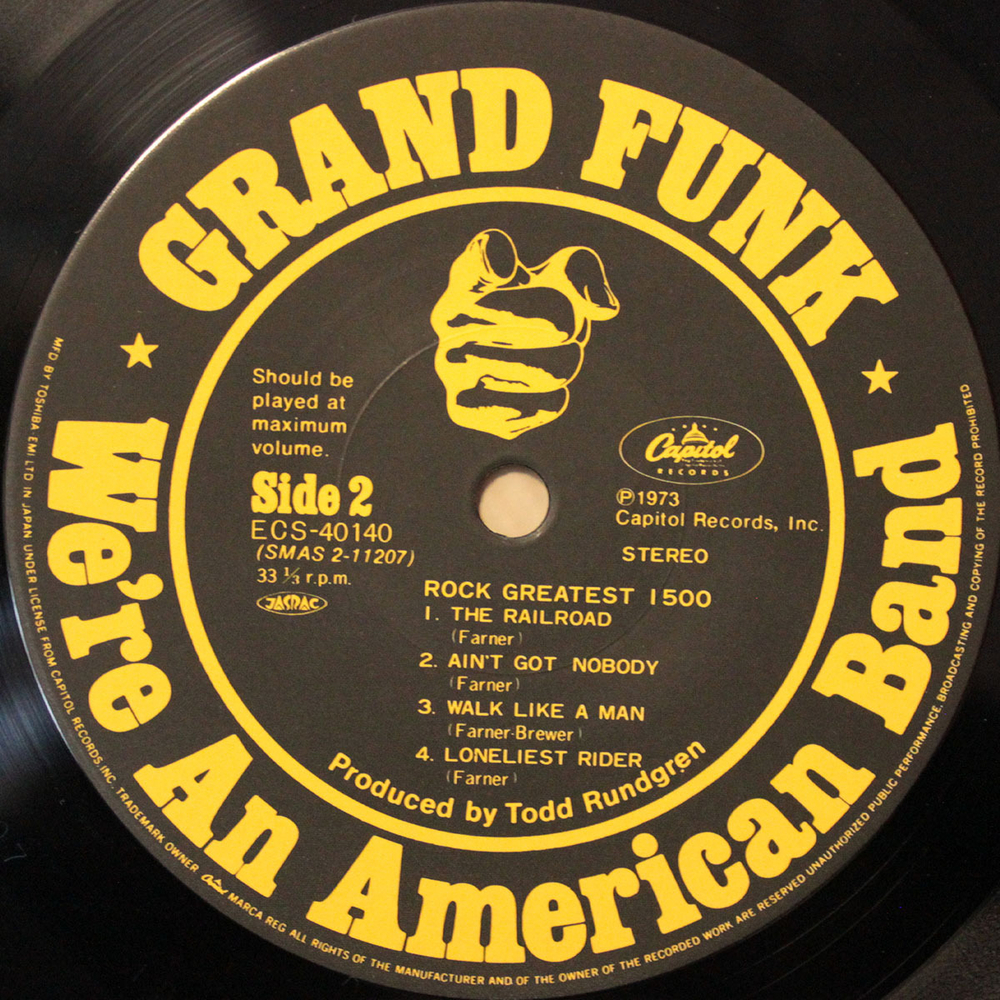 GRAND FUNK
We're An American Band
Should be
played at
maximum
volume.
Side 2
ECS-40140
(SMAS 2-11207)
33 ⅓ r.p.m.
JASRAC
Capitol
RECORDS
Ⓟ1973
Capitol Records, Inc.
STEREO
ROCK GREATEST 1500
1. THE RAILROAD
(Farner)
2. AIN'T GOT NOBODY
(Farner)
3. WALK LIKE A MAN
(Farner-Brewer)
4. LONELIEST RIDER
(Farner)
Produced by Todd Rundgren
MFD BY TOSHIBA EMI LTD IN JAPAN UNDER LICENSE FROM CAPITOL RECORDS, INC. TRADEMARK OWNER Capitol MARCA REG ALL RIGHTS OF THE MANUFACTURER AND OF THE OWNER OF THE RECORDED WORK ARE RESERVED UNAUTHORIZED PUBLIC PERFORMANCE, BROADCASTING AND COPYING OF THE RECORD PROHIBITED